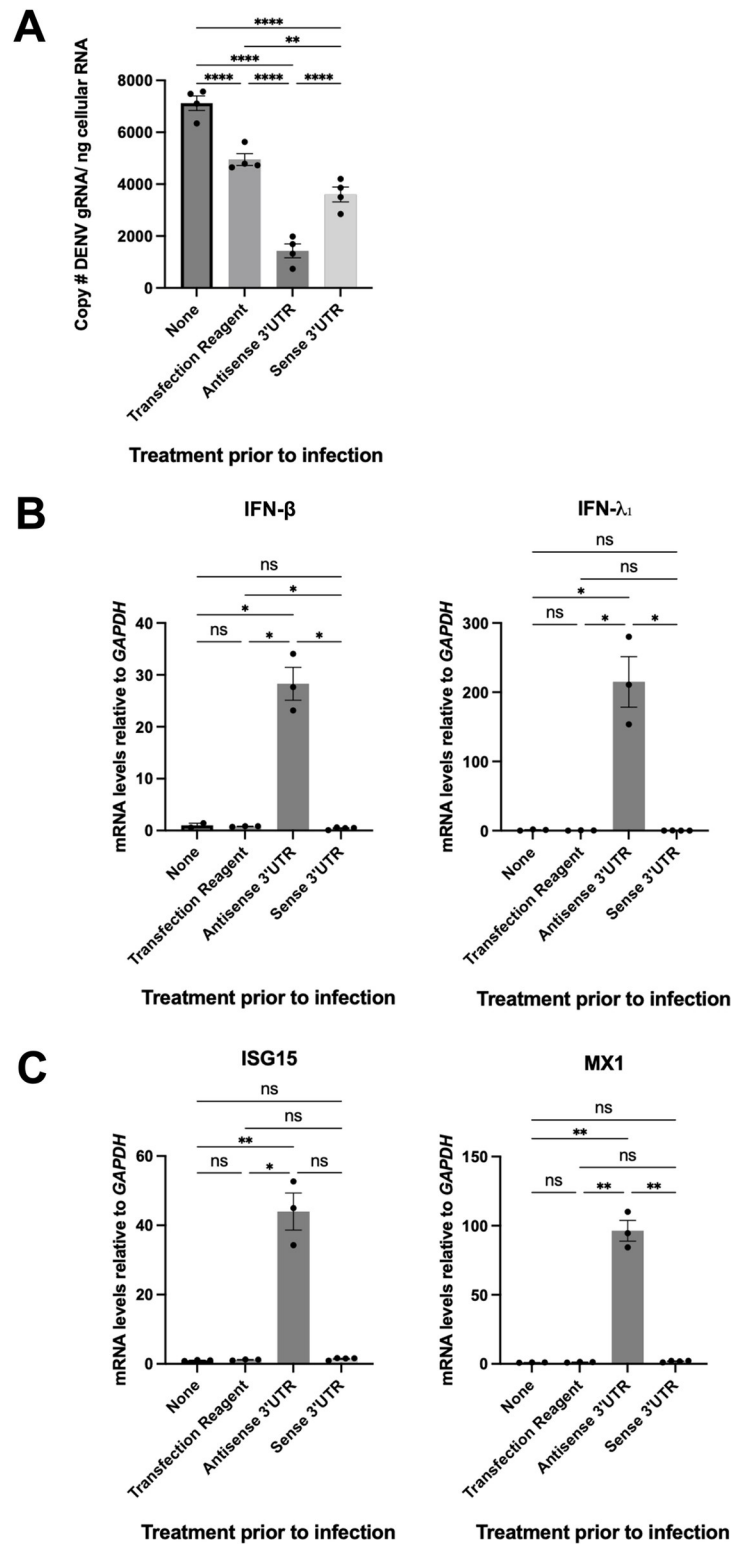 A
****
**
****
**** **** ****
Copy # DENV gRNA/ ng cellular RNA
8000
6000
4000
2000
0
None
Transfection Reagent
Antisense 3'UTR
Sense 3'UTR
Treatment prior to infection
B
IFN-β
ns
*
*
ns * *
mRNA levels relative to GAPDH
40
30
20
10
0
None
Transfection Reagent
Antisense 3'UTR
Sense 3'UTR
Treatment prior to infection
IFN-λ₁
ns
ns
*
ns * *
mRNA levels relative to GAPDH
300
200
100
0
None
Transfection Reagent
Antisense 3'UTR
Sense 3'UTR
Treatment prior to infection
C
ISG15
ns
ns
**
ns * ns
mRNA levels relative to GAPDH
60
40
20
0
None
Transfection Reagent
Antisense 3'UTR
Sense 3'UTR
Treatment prior to infection
MX1
ns
**
ns
ns ** **
mRNA levels relative to GAPDH
150
100
50
0
None
Transfection Reagent
Antisense 3'UTR
Sense 3'UTR
Treatment prior to infection